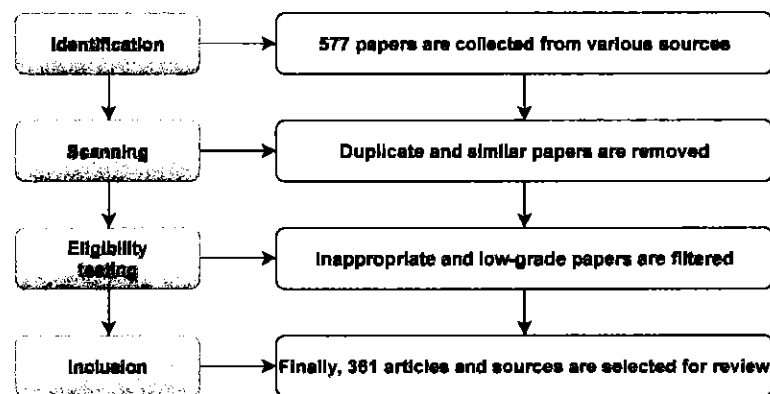 Identification
577 papers are collected from various sources
Scanning
Duplicate and similar papers are removed
Eligibility
testing
Inappropriate and low-grade papers are filtered
Inclusion
Finally, 361 articles and sources are selected for review